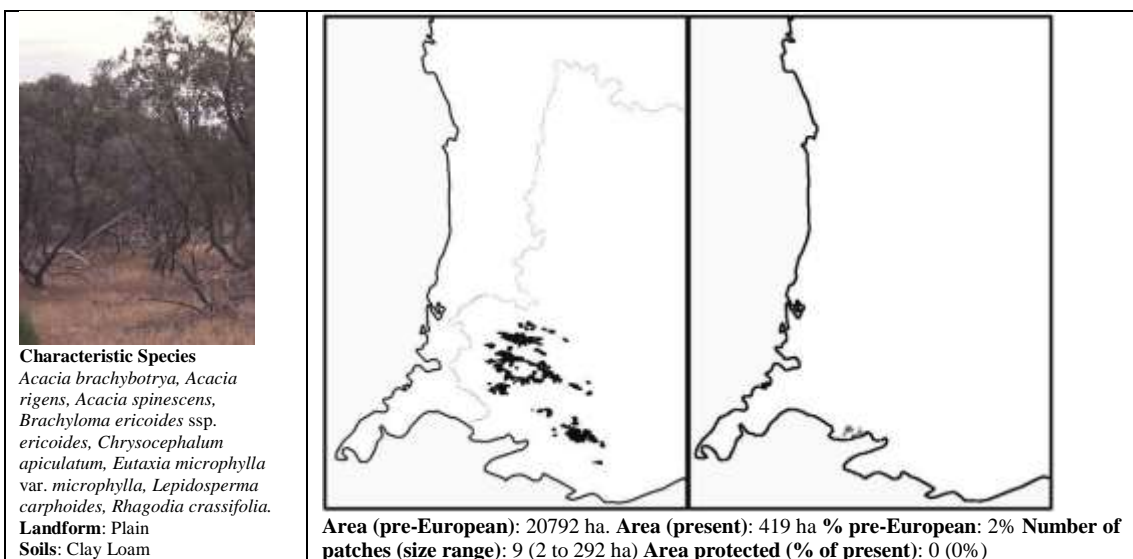 Characteristic Species
Acacia brachybotrya, Acacia
rigens, Acacia spinescens,
Brachyloma ericoides ssp.
ericoides, Chrysocephalum
apiculatum, Eutaxia microphylla
var. microphylla, Lepidosperma
carphoides, Rhagodia crassifolia.
Landform: Plain
Soils: Clay Loam
Area (pre-European): 20792 ha. Area (present): 419 ha % pre-European: 2% Number of
patches (size range): 9 (2 to 292 ha) Area protected (% of present): 0 (0%)